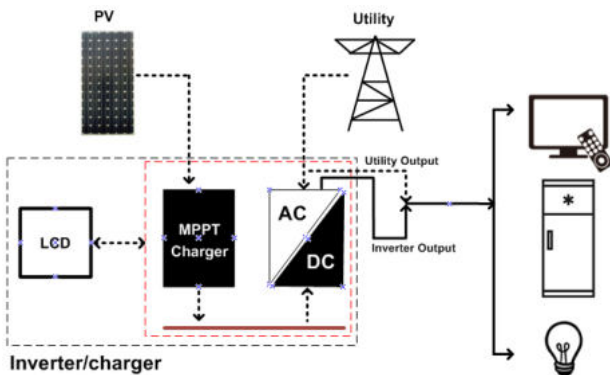 PV
Utility
Utility Output
LCD
MPPT
Charger
AC
DC
Inverter Output
Inverter/charger